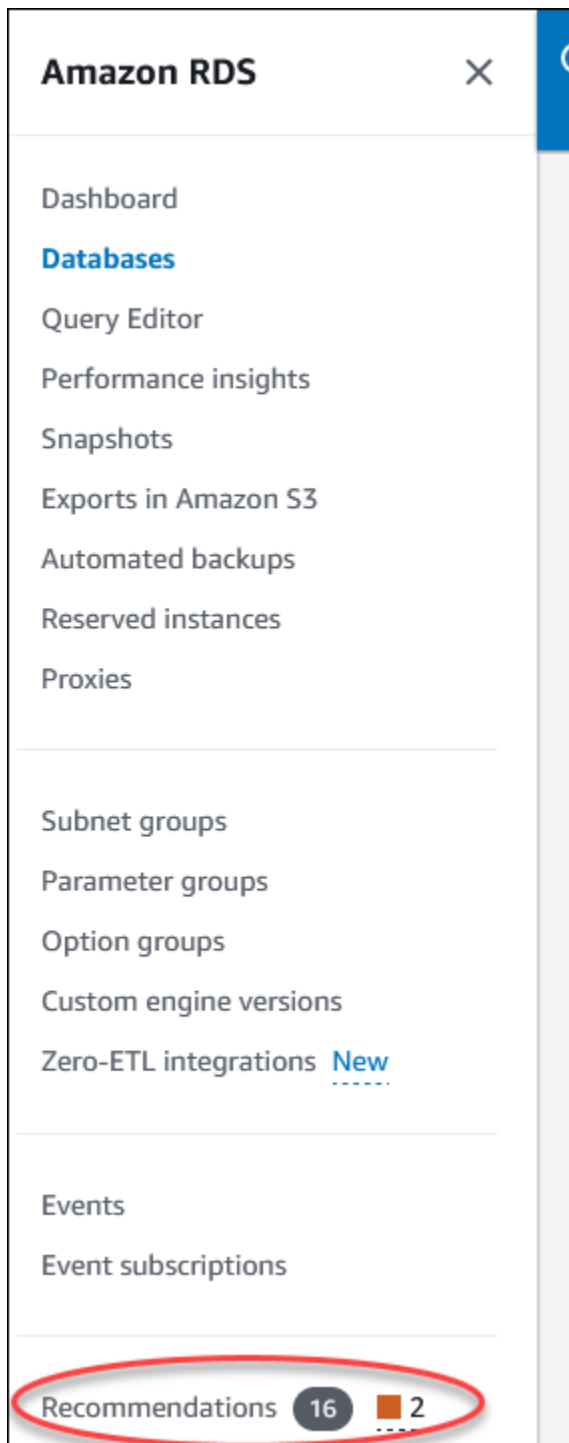 Amazon RDS
Dashboard
Databases
Query Editor
Performance insights
Snapshots
Exports in Amazon S3
Automated backups
Reserved instances
Proxies
Subnet groups
Parameter groups
Option groups
Custom engine versions
Zero-ETL integrations New
Events
Event subscriptions
Recommendations 16 2